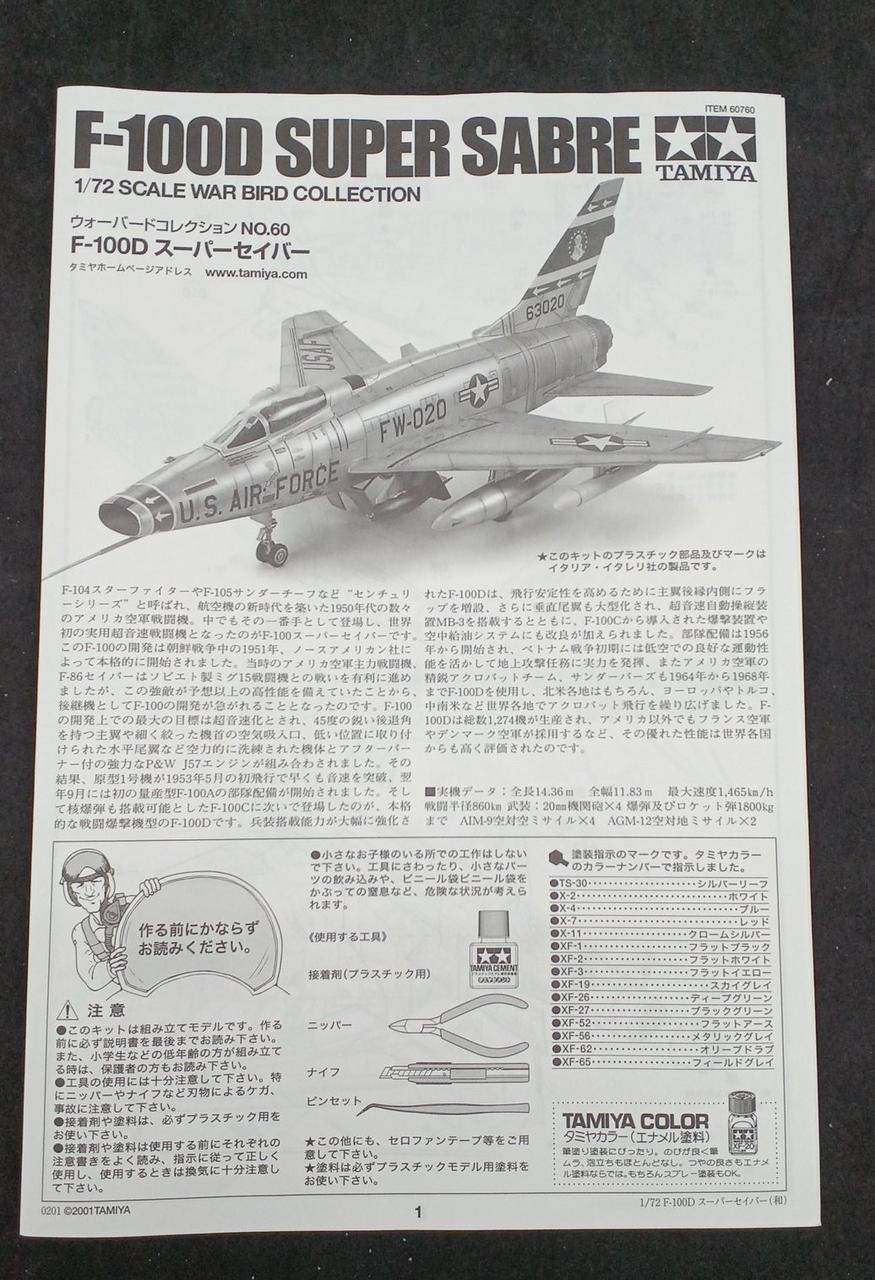 ITEM 60760
F-100D SUPER SABRE
TAMIYA
1/72 SCALE WAR BIRD COLLECTION
ウォーバードコレクション NO.60
F-100D スーパーセイバー
タミヤホームページアドレス www.tamiya.com
63020
USAF
FW-020
U.S. AIR FORCE
★このキットのプラスチック部品及びマークは
イタリア・イタレリ社の製品です。
F-104スターファイターやF-105サンダーチーフなど“センチュリ
ーシリーズ”と呼ばれ、航空機の新時代を築いた1950年代の数々
のアメリカ空軍戦闘機。中でもその一番手として登場し、世界
初の実用超音速戦闘機となったのがF-100スーパーセイバーです。
このF-100の開発は朝鮮戦争中の1951年、ノースアメリカン社に
よって本格的に開始されました。当時のアメリカ空軍主力戦闘機、
F-86セイバーはソビエト製ミグ15戦闘機との戦いを有利に進め
ましたが、この強敵が予想以上の高性能を備えていたことから、
後継機としてF-100の開発が急がれることとなったのです。F-100
の開発上での最大の目標は超音速化とされ、45度の鋭い後退角
を持つ主翼や細く絞った機首の空気吸入口、低い位置に取り付
けられた水平尾翼など空力的に洗練された機体とアフターバー
ナー付の強力なP&W J57エンジンが組み合わされました。その
結果、原型1号機が1953年5月の初飛行で早くも音速を突破、翌
年9月には初の量産型F-100Aの部隊配備が開始されました。そし
て核爆弾も搭載可能としたF-100Cに次いで登場したのが、本格
的な戦闘爆撃機型のF-100Dです。兵装搭載能力が大幅に強化さ
れたF-100Dは、飛行安定性を高めるために主翼後縁内側にフラ
ップを増設、さらに垂直尾翼も大型化され、超音速自動操縦装
置MB-3を搭載するとともに、F-100Cから導入された爆撃装置や
空中給油システムにも改良が加えられました。部隊配備は1956
年から開始され、ベトナム戦争初期には低空での良好な運動性
能を活かして地上攻撃任務に実力を発揮、またアメリカ空軍の
精鋭アクロバットチーム、サンダーバーズも1964年から1968年
までF-100Dを使用し、北米各地はもちろん、ヨーロッパやトルコ、
中南米など世界各地でアクロバット飛行を繰り広げました。F-
100Dは総数1,274機が生産され、アメリカ以外でもフランス空軍
やデンマーク空軍が採用するなど、その優れた性能は世界各国
からも高く評価されたのです。
■実機データ：全長14.36ｍ 全幅11.83ｍ 最大速度1,465km/h
戦闘半径860km 武装：20mm機関砲×4 爆弾及びロケット弾1800kg
まで AIM-9空対空ミサイル×4 AGM-12空対地ミサイル×2
作る前にかならず
お読みください。
注意
●このキットは組み立てモデルです。作る
前に必ず説明書を最後までお読み下さい。
また、小学生などの低年齢の方が組み立て
る時は、保護者の方もお読み下さい。
●工具の使用には十分注意して下さい。特
にニッパーやナイフなど刃物によるケガ、
事故に注意して下さい。
●接着剤や塗料は、必ずプラスチック用を
お使い下さい。
●接着剤や塗料は使用する前にそれぞれの
注意書きをよく読み、指示に従って正しく
使用し、使用するときは換気に十分注意し
て下さい。
●小さなお子様のいる所での工作はしない
で下さい。工具にさわったり、小さなパー
ツの飲み込みや、ビニール袋ビニール袋を
かぶっての窒息など、危険な状況が考えら
れます。
《使用する工具》
接着剤(プラスチック用)
TAMIYA CEMENT
ニッパー
ナイフ
ピンセット
★この他にも、セロファンテープ等をご用
意して下さい。
★塗料は必ずプラスチックモデル用塗料を
お使い下さい。
塗装指示のマークです。タミヤカラー
のカラーナンバーで指示しました。
●TS-30・・・シルバーリーフ
●X-2・・・ホワイト
●X-4・・・ブルー
●X-7・・・レッド
●X-11・・・クロームシルバー
●XF-1・・・フラットブラック
●XF-2・・・フラットホワイト
●XF-3・・・フラットイエロー
●XF-19・・・スカイグレイ
●XF-26・・・ディープグリーン
●XF-27・・・ブラックグリーン
●XF-52・・・フラットアース
●XF-56・・・メタリックグレイ
●XF-62・・・オリーブドラブ
●XF-65・・・フィールドグレイ
TAMIYA COLOR
タミヤカラー（エナメル塗料）
筆塗り塗装にぴったり。のびが良く筆
ムラ、泡立ちもほとんどなし。つやの良さもエナメ
ル塗料ならでは。もちろんスプレー塗装もOK。
0201 ©2001TAMIYA
1
1/72 F-100D スーパーセイバー（和）